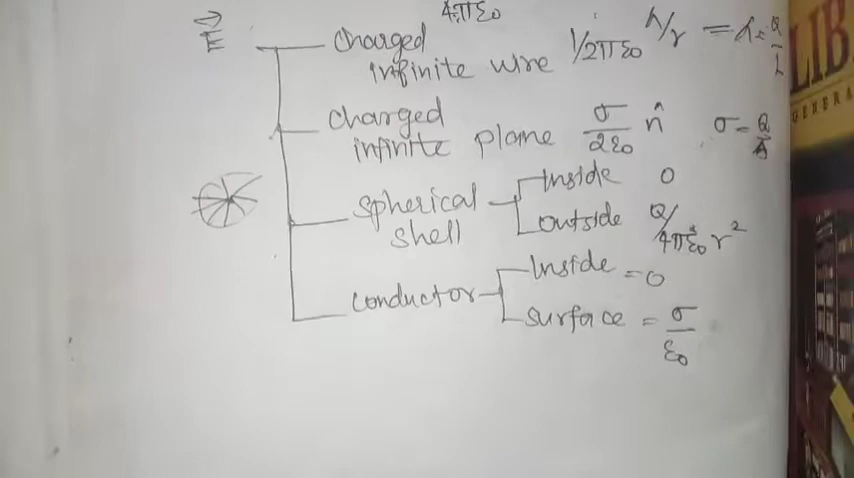 4πε₀
E⃗
charged
infinite wire 1/2πε₀ λ/r = λ = Q/L
charged
infinite plane σ/2ε₀ n̂ σ = Q/A
spherical
shell
Inside 0
outside Q/4πε₀r²
conductor
Inside = 0
surface = σ/ε₀
LIB
GENERA